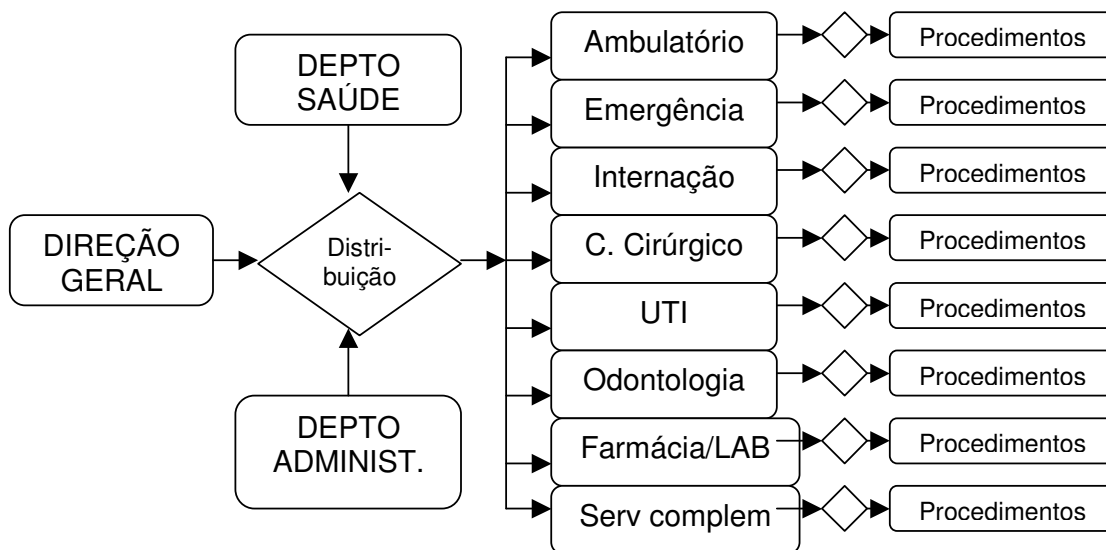 DEPTO
SAÚDE
DIREÇÃO
GERAL
Distri-
buição
DEPTO
ADMINIST.
Ambulatório
Procedimentos
Emergência
Procedimentos
Internação
Procedimentos
C. Cirúrgico
Procedimentos
UTI
Procedimentos
Odontologia
Procedimentos
Farmácia/LAB
Procedimentos
Serv complem
Procedimentos